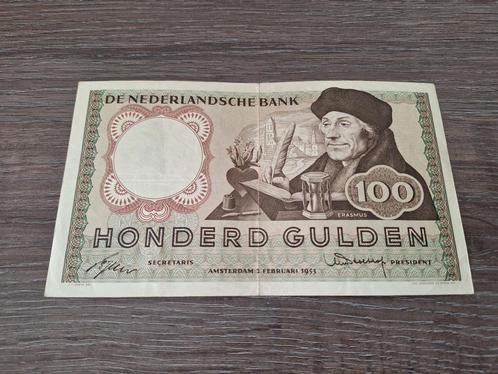 DE NEDERLANDSCHE BANK
100
ERASMUS
HONDERD GULDEN
SECRETARIS
AMSTERDAM 2 FEBRUARI 1953
PRESIDENT